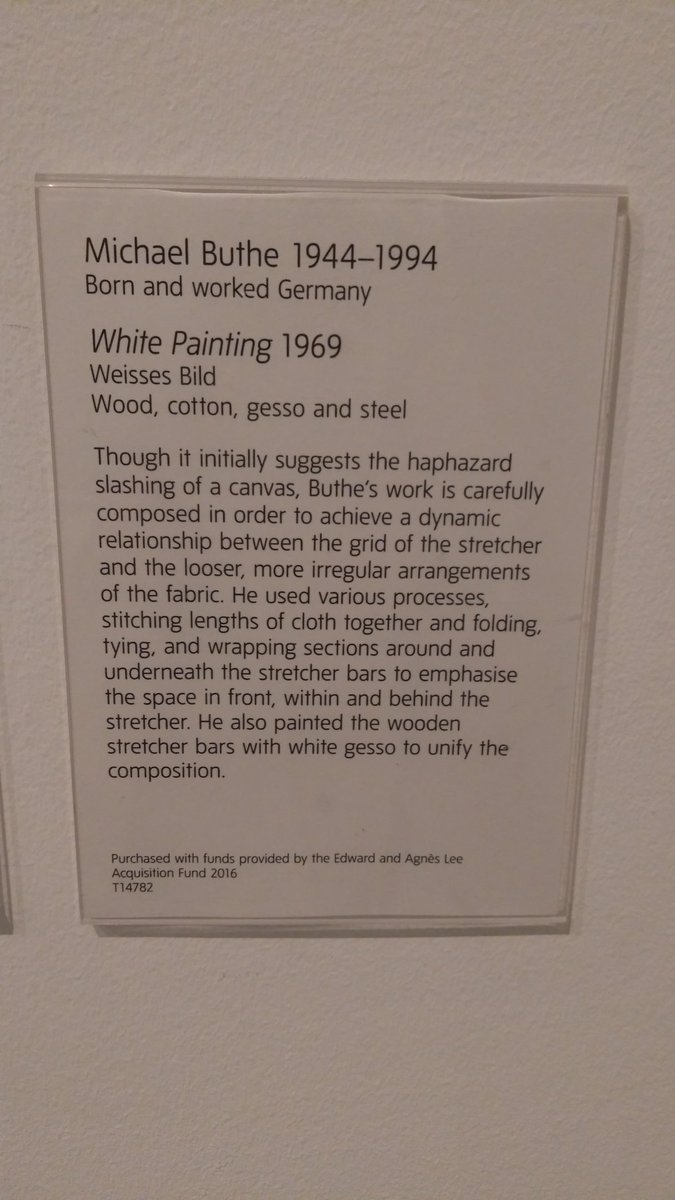 Michael Buthe 1944–1994
Born and worked Germany
White Painting 1969
Weisses Bild
Wood, cotton, gesso and steel
Though it initially suggests the haphazard
slashing of a canvas, Buthe's work is carefully
composed in order to achieve a dynamic
relationship between the grid of the stretcher
and the looser, more irregular arrangements
of the fabric. He used various processes,
stitching lengths of cloth together and folding,
tying, and wrapping sections around and
underneath the stretcher bars to emphasise
the space in front, within and behind the
stretcher. He also painted the wooden
stretcher bars with white gesso to unify the
composition.
Purchased with funds provided by the Edward and Agnès Lee
Acquisition Fund 2016
T14782